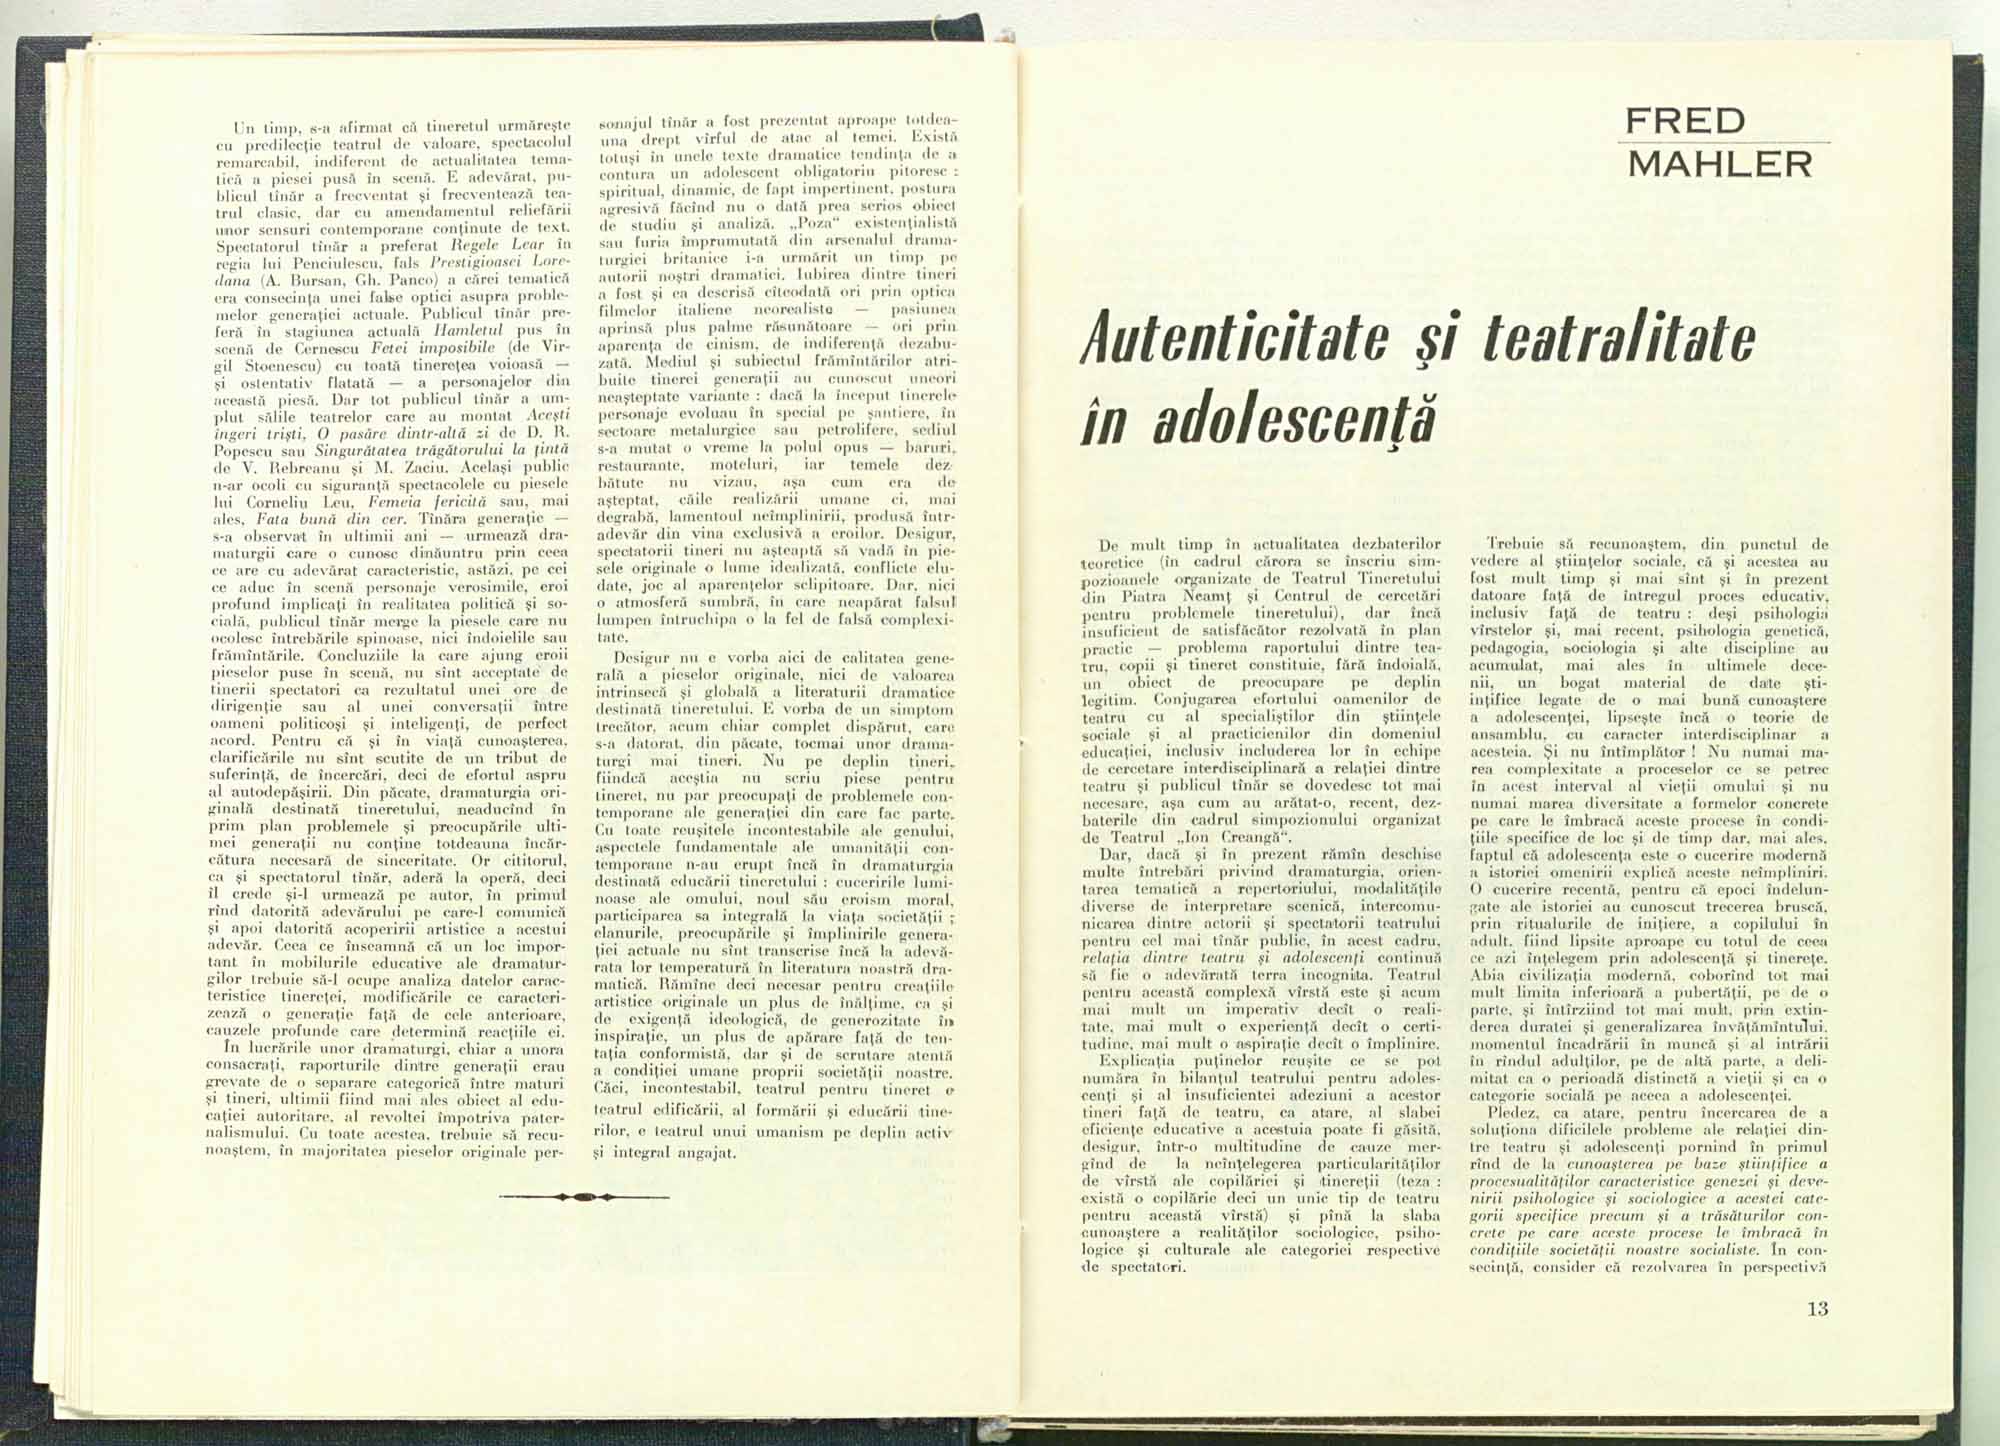 Un timp, s-a afirmat că tineretul urmărește
cu predilecție teatrul de valoare, spectacolul
remarcabil, indiferent de actualitatea tema-
tică a piesei pusă în scenă. E adevărat, pu-
blicul tînăr a frecventat și frecventează tea-
trul clasic, dar cu amendamentul reliefării
unor sensuri contemporane conținute de text.
Spectatorul tînăr a preferat Regele Lear în
regia lui Penciulescu, fals Prestigioasei Lore-
dana (A. Bursan, Gh. Panco) a cărei tematică
era consecința unei false optici asupra proble-
melor generației actuale. Publicul tînăr pre-
feră în stagiunea actuală Hamletul pus în
scenă de Cernescu Fetei imposibile (de Vir-
gil Stoenescu) cu toată tinerețea voioasă —
și ostentativ flatată — a personajelor din
această piesă. Dar tot publicul tînăr a um-
plut sălile teatrelor care au montat Acești
îngeri triști, O pasăre dintr-altă zi de D. R.
Popescu sau Singurătatea trăgătorului la țintă
de V. Rebreanu și M. Zaciu. Același public
n-ar ocoli cu siguranță spectacolele cu piesele
lui Corneliu Leu, Femeia fericită sau, mai
ales, Fata bună din cer. Tînăra generație —
s-a observat în ultimii ani — urmează dra-
maturgii care o cunosc dinăuntru prin ceea
ce are cu adevărat caracteristic, astăzi, pe cei
ce aduc în scenă personaje verosimile, eroi
profund implicați în realitatea politică și so-
cială, publicul tînăr merge la piesele care nu
ocolesc întrebările spinoase, nici îndoielile sau
frămîntările. Concluziile la care ajung eroii
pieselor puse în scenă, nu sînt acceptate de
tinerii spectatori ca rezultatul unei ore de
dirigenție sau al unei conversații între
oameni politicoși și inteligenți, de perfect
acord. Pentru că și în viață cunoașterea,
clarificările nu sînt scutite de un tribut de
suferință, de încercări, deci de efortul aspru
al autodepășirii. Din păcate, dramaturgia ori-
ginală destinată tineretului, neaducînd în
prim plan problemele și preocupările ulti-
mei generații nu conține totdeauna încăr-
cătura necesară de sinceritate. Or cititorul,
ca și spectatorul tînăr, aderă la operă, deci
îl crede și-l urmează pe autor, în primul
rînd datorită adevărului pe care-l comunică
și apoi datorită acoperirii artistice a acestui
adevăr. Ceea ce înseamnă că un loc impor-
tant în mobilurile educative ale dramatur-
gilor trebuie să-l ocupe analiza datelor carac-
teristice tinereței, modificările ce caracteri-
zează o generație față de cele anterioare,
cauzele profunde care determină reacțiile ei.
În lucrările unor dramaturgi, chiar a unora
consacrați, raporturile dintre generații erau
grevate de o separare categorică între maturi
și tineri, ultimii fiind mai ales obiect al edu-
cației autoritare, al revoltei împotriva pater-
nalismului. Cu toate acestea, trebuie să recu-
noaștem, în majoritatea pieselor originale per-
sonajul tînăr a fost prezentat aproape totdea-
una drept vîrful de atac al temei. Există
totuși în unele texte dramatice tendința de a
contura un adolescent obligatoriu pitoresc :
spiritual, dinamic, de fapt impertinent, postura
agresivă făcînd nu o dată prea serios obiect
de studiu și analiză. „Poza“ existențialistă
sau furia împrumutată din arsenalul drama-
turgiei britanice i-a urmărit un timp pe
autorii noștri dramatici. Iubirea dintre tineri
a fost și ea descrisă cîteodată ori prin optica
filmelor italiene neorealiste — pasiunea
aprinsă plus palme răsunătoare — ori prin
aparența de cinism, de indiferență dezabu-
zată. Mediul și subiectul frămîntărilor atri-
buite tinerei generații au cunoscut uneori
neașteptate variante : dacă la început tinerele
personaje evoluau în special pe șantiere, în
sectoare metalurgice sau petrolifere, sediul
s-a mutat o vreme la polul opus — baruri,
restaurante, moteluri, iar temele dez-
bătute nu vizau, așa cum era de
așteptat, căile realizării umane ci, mai
degrabă, lamentoul neîmplinirii, produsă într-
adevăr din vina exclusivă a eroilor. Desigur,
spectatorii tineri nu așteaptă să vadă în pie-
sele originale o lume idealizată, conflicte elu-
date, joc al aparențelor sclipitoare. Dar, nici
o atmosferă sumbră, în care neapărat falsul
lumpen întruchipa o la fel de falsă complexi-
tate.
Desigur nu e vorba aici de calitatea gene-
rală a pieselor originale, nici de valoarea
intrinsecă și globală a literaturii dramatice
destinată tineretului. E vorba de un simptom
trecător, acum chiar complet dispărut, care
s-a datorat, din păcate, tocmai unor drama-
turgi mai tineri. Nu pe deplin tineri,
fiindcă aceștia nu scriu piese pentru
tineret, nu par preocupați de problemele con-
temporane ale generației din care fac parte.
Cu toate reușitele incontestabile ale genului,
aspectele fundamentale ale umanității con-
temporane n-au erupt încă în dramaturgia
destinată educării tineretului : cuceririle lumi-
noase ale omului, noul său eroism moral,
participarea sa integrală la viața societății ;
elanurile, preocupările și împlinirile genera-
ției actuale nu sînt transcrise încă la adevă-
rata lor temperatură în literatura noastră dra-
matică. Rămîne deci necesar pentru creațiile
artistice originale un plus de înălțime, ca și
de exigență ideologică, de generozitate în
inspirație, un plus de apărare față de ten-
tația conformistă, dar și de scrutare atentă
a condiției umane proprii societății noastre.
Căci, incontestabil, teatrul pentru tineret e
teatrul edificării, al formării și educării tine-
rilor, e teatrul unui umanism pe deplin activ
și integral angajat.
FRED
MAHLER
Autenticitate și teatralitate
în adolescență
De mult timp în actualitatea dezbaterilor
teoretice (în cadrul cărora se înscriu sim-
pozioanele organizate de Teatrul Tineretului
din Piatra Neamț și Centrul de cercetări
pentru problemele tineretului), dar încă
insuficient de satisfăcător rezolvată în plan
practic — problema raportului dintre tea-
tru, copii și tineret constituie, fără îndoială,
un obiect de preocupare pe deplin
legitim. Conjugarea efortului oamenilor de
teatru cu al specialiștilor din științele
sociale și al practicienilor din domeniul
educației, inclusiv includerea lor în echipe
de cercetare interdisciplinară a relației dintre
teatru și publicul tînăr se dovedesc tot mai
necesare, așa cum au arătat-o, recent, dez-
baterile din cadrul simpozionului organizat
de Teatrul „Ion Creangă“.
Dar, dacă și în prezent rămîn deschise
multe întrebări privind dramaturgia, orien-
tarea tematică a repertoriului, modalitățile
diverse de interpretare scenică, intercomu-
nicarea dintre actorii și spectatorii teatrului
pentru cel mai tînăr public, în acest cadru,
relația dintre teatru și adolescenți continuă
să fie o adevărată terra incognita. Teatrul
pentru această complexă vîrstă este și acum
mai mult un imperativ decît o reali-
tate, mai mult o experiență decît o certi-
tudine, mai mult o aspirație decît o împlinire.
Explicația puținelor reușite ce se pot
număra în bilanțul teatrului pentru adoles-
cenți și al insuficientei adeziuni a acestor
tineri față de teatru, ca atare, al slabei
eficiențe educative a acestuia poate fi găsită,
desigur, într-o multitudine de cauze mer-
gînd de la neînțelegerea particularităților
de vîrstă ale copilăriei și tinereții (teza :
există o copilărie deci un unic tip de teatru
pentru această vîrstă) și pînă la slaba
cunoaștere a realităților sociologice, psiho-
logice și culturale ale categoriei respective
de spectatori.
Trebuie să recunoaștem, din punctul de
vedere al științelor sociale, că și acestea au
fost mult timp și mai sînt și în prezent
datoare față de întregul proces educativ,
inclusiv față de teatru : deși psihologia
vîrstelor și, mai recent, psihologia genetică,
pedagogia, sociologia și alte discipline au
acumulat, mai ales în ultimele dece-
nii, un bogat material de date ști-
ințifice legate de o mai bună cunoaștere
a adolescenței, lipsește încă o teorie de
ansamblu, cu caracter interdisciplinar a
acesteia. Și nu întîmplător ! Nu numai ma-
rea complexitate a proceselor ce se petrec
în acest interval al vieții omului și nu
numai marea diversitate a formelor concrete
pe care le îmbracă aceste procese în condi-
țiile specifice de loc și de timp dar, mai ales,
faptul că adolescența este o cucerire modernă
a istoriei omenirii explică aceste neîmpliniri.
O cucerire recentă, pentru că epoci îndelun-
gate ale istoriei au cunoscut trecerea bruscă,
prin ritualurile de inițiere, a copilului în
adult, fiind lipsite aproape cu totul de ceea
ce azi înțelegem prin adolescență și tinerețe.
Abia civilizația modernă, coborînd tot mai
mult limita inferioară a pubertății, pe de o
parte, și întîrziind tot mai mult, prin extin-
derea duratei și generalizarea învățămîntului,
momentul încadrării în muncă și al intrării
în rîndul adulților, pe de altă parte, a deli-
mitat ca o perioadă distinctă a vieții și ca o
categorie socială pe aceea a adolescenței.
Pledez, ca atare, pentru încercarea de a
soluționa dificilele probleme ale relației din-
tre teatru și adolescenți pornind în primul
rînd de la cunoașterea pe baze științifice a
procesualităților caracteristice genezei și deve-
nirii psihologice și sociologice a acestei cate-
gorii specifice precum și a trăsăturilor con-
crete pe care aceste procese le îmbracă în
condițiile societății noastre socialiste. În con-
secință, consider că rezolvarea în perspectivă
13